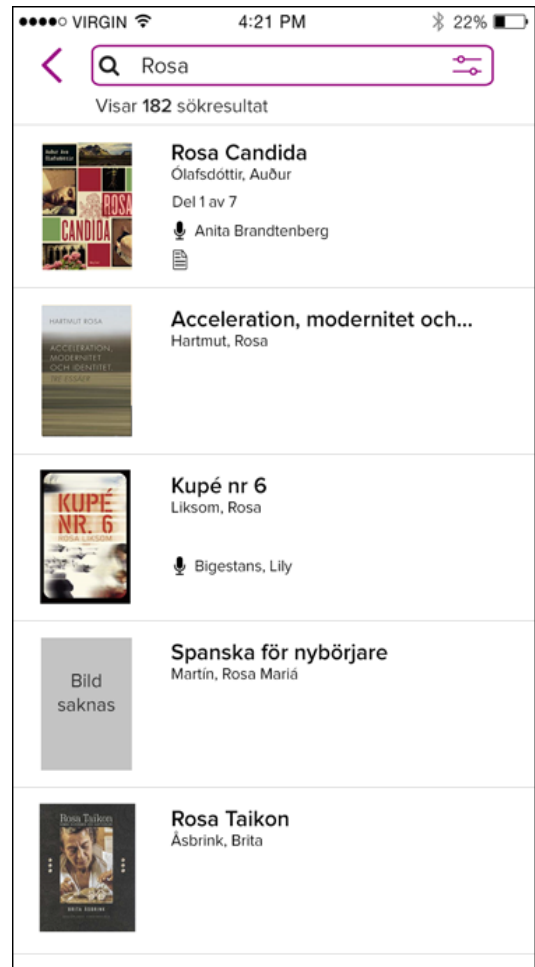 VIRGIN 4:21 PM 22%
Rosa
Visar 182 sökresultat
ROSA
CANDIDA
Rosa Candida
Ólafsdóttir, Auður
Del 1 av 7
Anita Brandtenberg
HARTMUT ROSA
ACCELERATION,
MODERNITET
OCH IDENTITET
TRE ESSÄER
Acceleration, modernitet och...
Hartmut, Rosa
KUPÉ
NR. 6
ROSA LIKSOM
Kupé nr 6
Liksom, Rosa
Bigestans, Lily
Bild
saknas
Spanska för nybörjare
Martín, Rosa Mariá
Rosa Taikon
BRITA ÅSBRINK
Rosa Taikon
Åsbrink, Brita